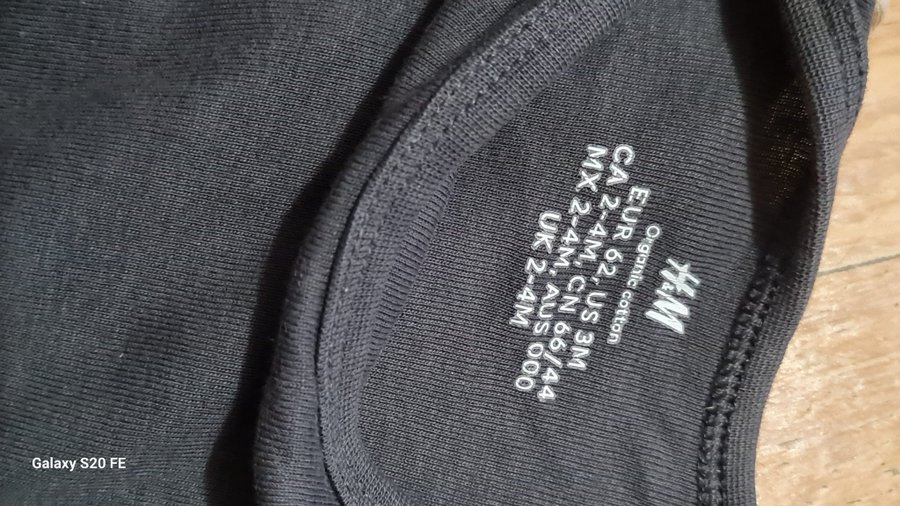 H&M
Organic cotton
EUR 62, US 3M
CA 2-4M, CN 66/44
MX 2-4M, AUS 000
UK 2-4M
Galaxy S20 FE